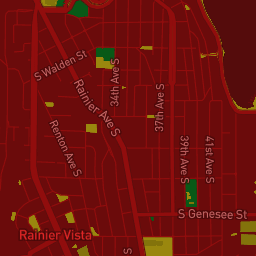 S Walden St
34th Ave S
Rainier Ave S
37th Ave S
Renton Ave S
39th Ave S
41st Ave S
S Genesee St
Rainier Vista
S